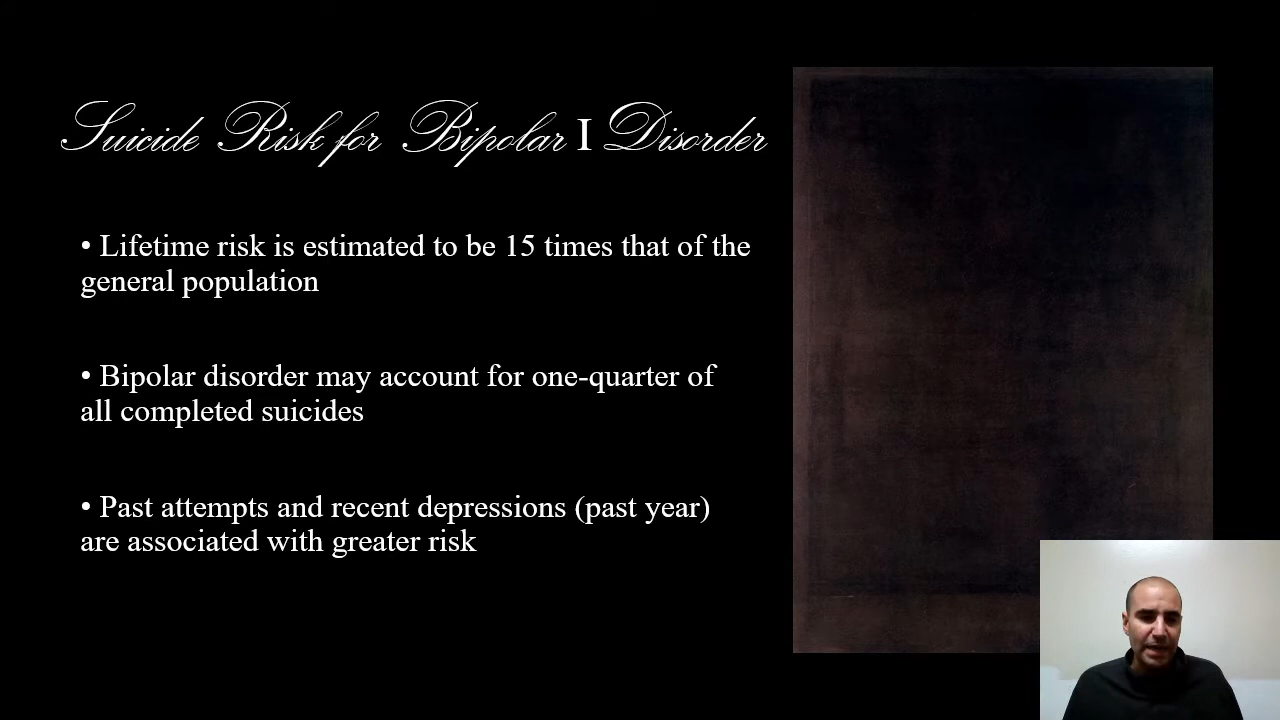 Suicide Risk for Bipolar I Disorder
• Lifetime risk is estimated to be 15 times that of the
general population
• Bipolar disorder may account for one-quarter of
all completed suicides
• Past attempts and recent depressions (past year)
are associated with greater risk